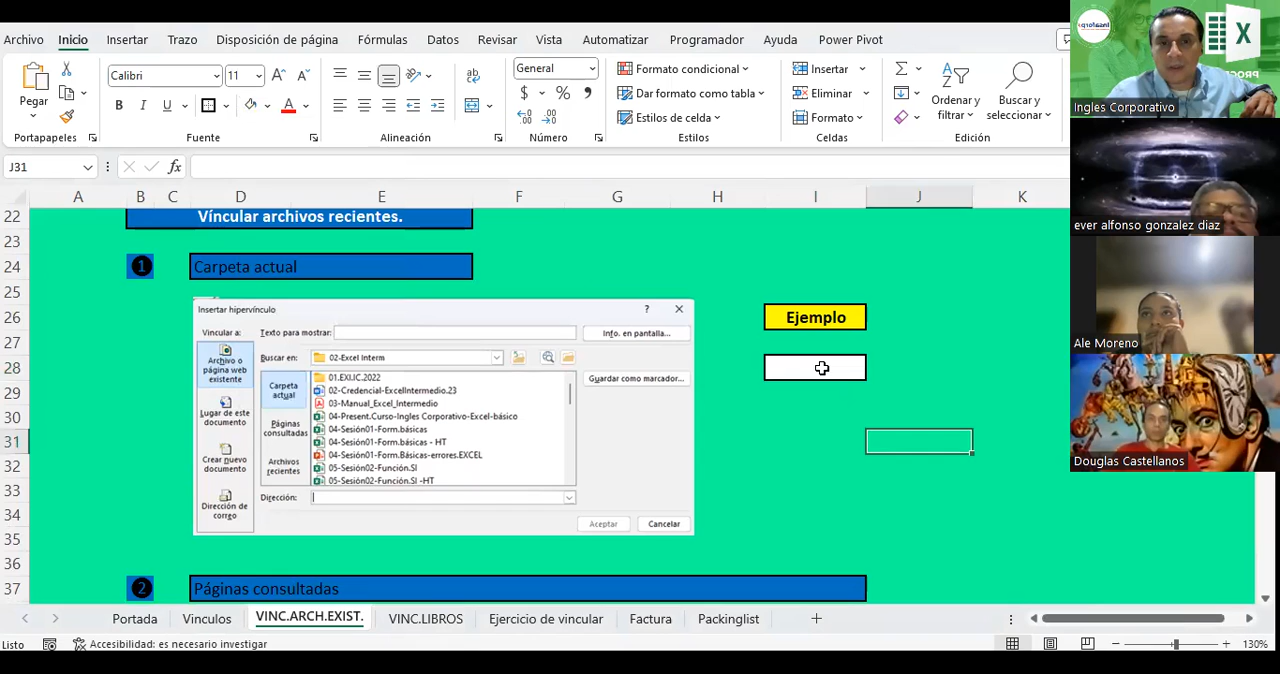 Archivo Inicio Insertar Trazo Disposición de página Datos Vista Automatizar Programador Ayuda Power Pivot
Pegar
Calibri 11
General
Formato condicional
Dar formato como tabla
Estilos de celda
Insertar
Eliminar
Formato
Ordenar y filtrar
Buscar y seleccionar
Portapapeles Fuente Alineación Número Estilos Celdas Edición
J31 fx
A B C D E F G H I J K
22 Víncular archivos recientes.
23
24 1 Carpeta actual
25
26 Ejemplo
27
28
29
30
31
32
33
34
35
36
37 2 Páginas consultadas
Insertar hipervínculo ?
Vincular a: Texto para mostrar: Info. en pantalla...
Archivo o página web existente
Buscar en: 02-Excel Interm
Lugar de este documento
Crear nuevo documento
Dirección de correo
Carpeta actual
Páginas consultadas
Archivos recientes
01.EXI.IC.2022
02-Credencial-ExcelIntermedio.23
03-Manual_Excel_Intermedio
04-Present.Curso-Ingles Corporativo-Excel-básico
04-Sesión01-Form.básicas
04-Sesión01-Form.básicas - HT
04-Sesión01-Form.Básicas-errores.EXCEL
05-Sesión02-Función.SI
05-Sesión02-Función.SI -HT
Guardar como marcador...
Dirección:
Aceptar Cancelar
Portada Vinculos VINC.ARCH.EXIST. VINC.LIBROS Ejercicio de vincular Factura Packinglist
Listo Accesibilidad: es necesario investigar 130%
Ingles Corporativo
ever alfonso gonzalez diaz
Ale Moreno
Douglas Castellanos